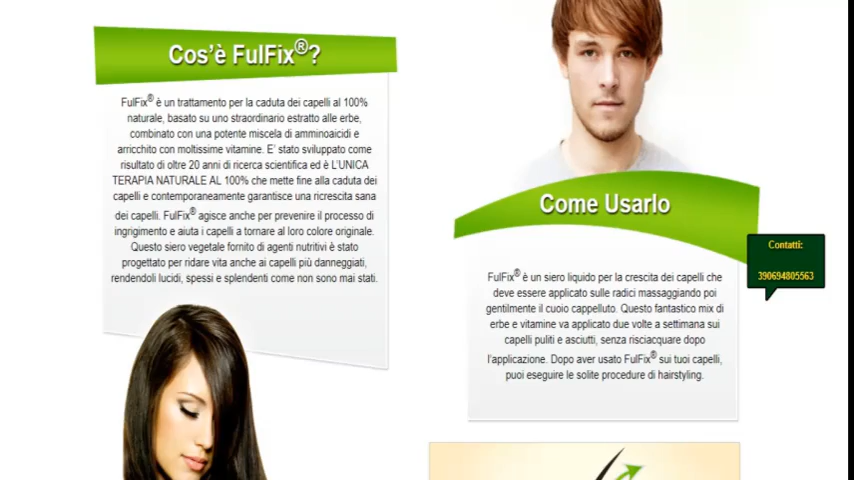 Cos'è FulFix®?
FulFix® è un trattamento per la caduta dei capelli al 100%
naturale, basato su uno straordinario estratto alle erbe,
combinato con una potente miscela di amminoaicidi e
arricchito con moltissime vitamine. E' stato sviluppato come
risultato di oltre 20 anni di ricerca scientifica ed è L'UNICA
TERAPIA NATURALE AL 100% che mette fine alla caduta dei
capelli e contemporaneamente garantisce una ricrescita sana
dei capelli. FulFix® agisce anche per prevenire il processo di
ingrigimento e aiuta i capelli a tornare al loro colore originale.
Questo siero vegetale fornito di agenti nutritivi è stato
progettato per ridare vita anche ai capelli più danneggiati,
rendendoli lucidi, spessi e splendenti come non sono mai stati.
Come Usarlo
FulFix® è un siero liquido per la crescita dei capelli che
deve essere applicato sulle radici massaggiando poi
gentilmente il cuoio cappelluto. Questo fantastico mix di
erbe e vitamine va applicato due volte a settimana sui
capelli puliti e asciutti, senza risciacquare dopo
l'applicazione. Dopo aver usato FulFix® sui tuoi capelli,
puoi eseguire le solite procedure di hairstyling.
Contatti:
390694805563